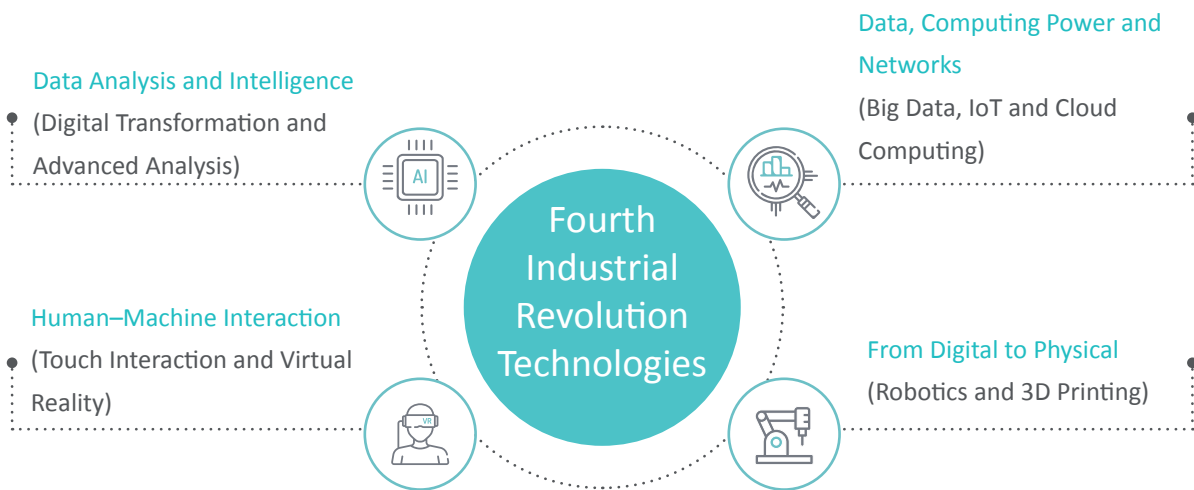 Data Analysis and Intelligence
(Digital Transformation and
Advanced Analysis)
AI
Data, Computing Power and
Networks
(Big Data, IoT and Cloud
Computing)
Fourth
Industrial
Revolution
Technologies
Human–Machine Interaction
(Touch Interaction and Virtual
Reality)
VR
From Digital to Physical
(Robotics and 3D Printing)